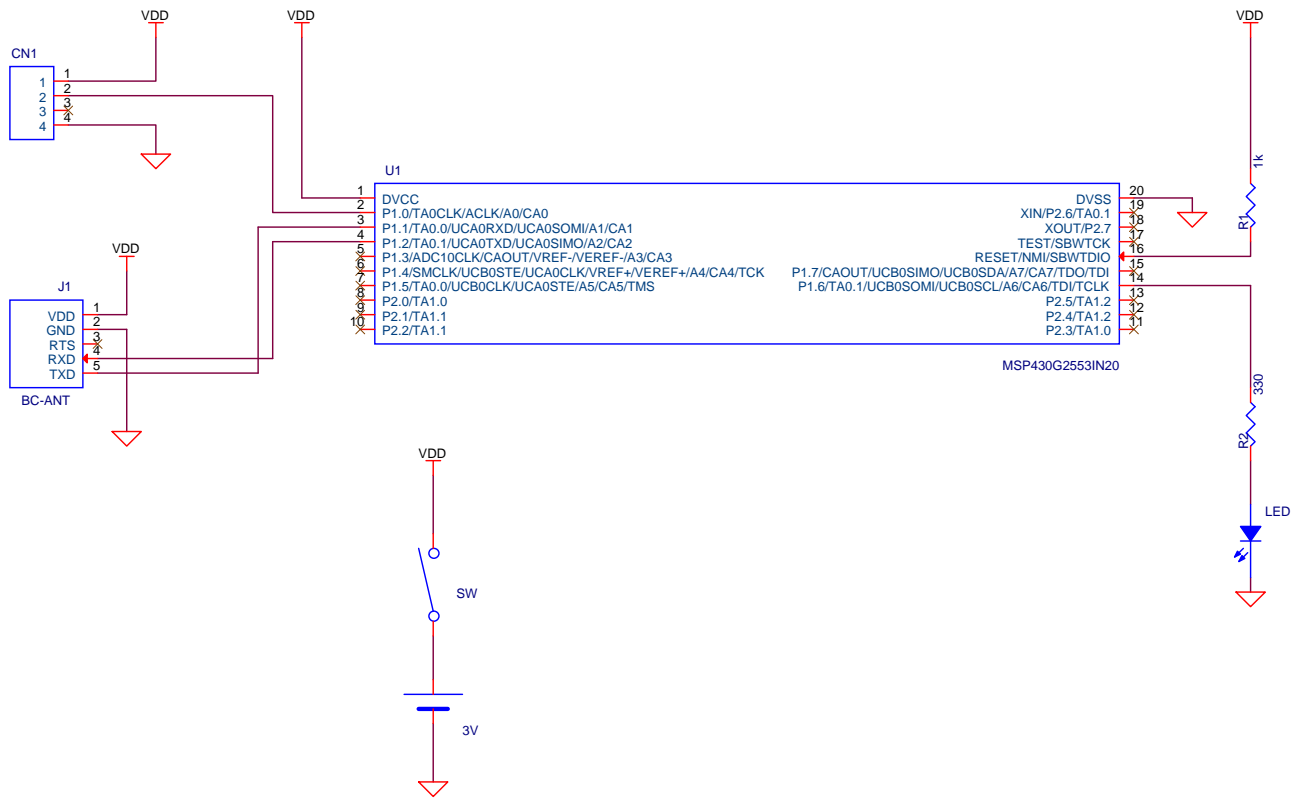 VDD
VDD
VDD
CN1
1 1
2 2
3 3
4 4
1k
R1
U1
1 DVCC
2 P1.0/TA0CLK/ACLK/A0/CA0
3 P1.1/TA0.0/UCA0RXD/UCA0SOMI/A1/CA1
4 P1.2/TA0.1/UCA0TXD/UCA0SIMO/A2/CA2
5 P1.3/ADC10CLK/CAOUT/VREF-/VEREF-/A3/CA3
6 P1.4/SMCLK/UCB0STE/UCA0CLK/VREF+/VEREF+/A4/CA4/TCK
7 P1.5/TA0.0/UCB0CLK/UCA0STE/A5/CA5/TMS
8 P2.0/TA1.0
9 P2.1/TA1.1
10 P2.2/TA1.1
DVSS 20
XIN/P2.6/TA0.1 19
XOUT/P2.7 18
TEST/SBWTCK 17
RESET/NMI/SBWTDIO 16
P1.7/CAOUT/UCB0SIMO/UCB0SDA/A7/CA7/TDO/TDI 15
P1.6/TA0.1/UCB0SOMI/UCB0SCL/A6/CA6/TDI/TCLK 14
P2.5/TA1.2 13
P2.4/TA1.2 12
P2.3/TA1.0 11
MSP430G2553IN20
VDD
J1
VDD 1
GND 2
RTS 3
RXD 4
TXD 5
BC-ANT
330
R2
LED
VDD
SW
3V